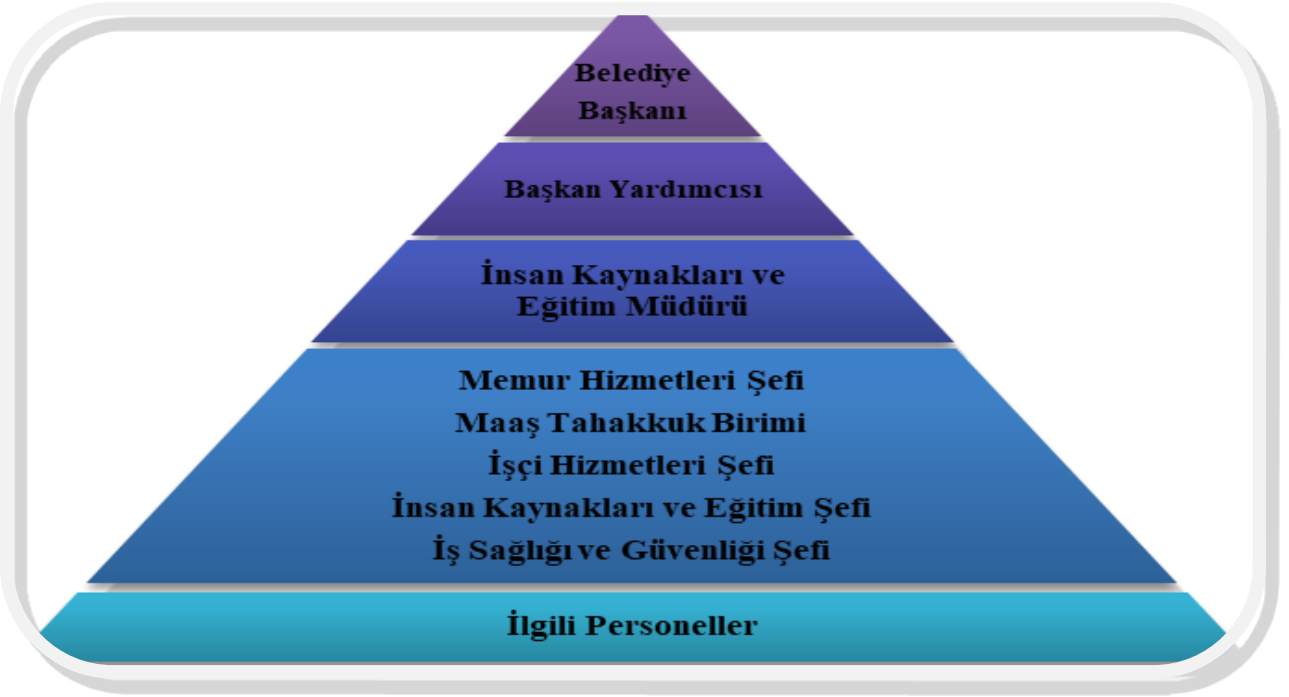 Belediye
Başkanı
Başkan Yardımcısı
İnsan Kaynakları ve
Eğitim Müdürü
Memur Hizmetleri Şefi
Maaş Tahakkuk Birimi
İşçi Hizmetleri Şefi
İnsan Kaynakları ve Eğitim Şefi
İş Sağlığı ve Güvenliği Şefi
İlgili Personeller